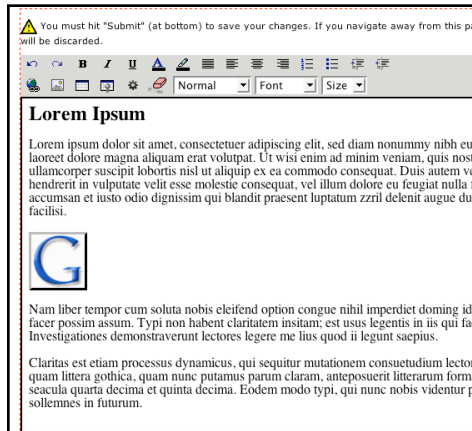 You must hit "Submit" (at bottom) to save your changes. If you navigate away from this
will be discarded.
B I U A
Normal Font Size
Lorem Ipsum
Lorem ipsum dolor sit amet, consectetuer adipiscing elit, sed diam nonummy nibh
laoreet dolore magna aliquam erat volutpat. Ut wisi enim ad minim veniam, quis
ullamcorper suscipit lobortis nisl ut aliquip ex ea commodo consequat. Duis autem
hendrerit in vulputate velit esse molestie consequat, vel illum dolore eu feugiat nulla
accumsan et iusto odio dignissim qui blandit praesent luptatum zzril delenit augue
facilisi.
G
Nam liber tempor cum soluta nobis eleifend option congue nihil imperdiet doming id
facer possim assum. Typi non habent claritatem insitam; est usus legentis in iis qui
Investigationes demonstraverunt lectores legere me lius quod ii legunt saepius.
Claritas est etiam processus dynamicus, qui sequitur mutationem consuetudium
quam littera gothica, quam nunc putamus parum claram, anteposuerit litterarum
seacula quarta decima et quinta decima. Eodem modo typi, qui nunc nobis videntur
sollemnes in futurum.